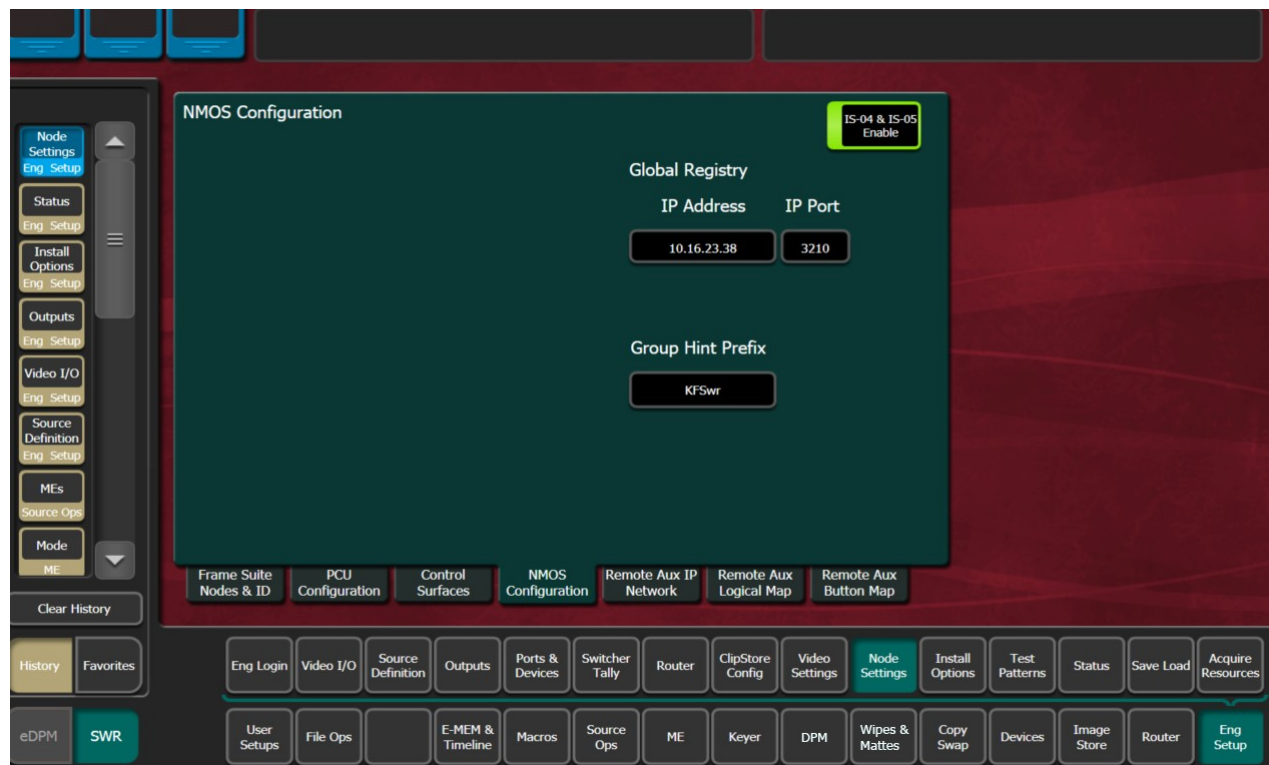 NMOS Configuration
IS-04 & IS-05
Enable
Global Registry
IP Address
IP Port
10.16.23.38
3210
Group Hint Prefix
KFSwr
Node
Settings
Eng Setup
Status
Eng Setup
Install
Options
Eng Setup
Outputs
Eng Setup
Video I/O
Eng Setup
Source
Definition
Eng Setup
MEs
Source Ops
Mode
ME
Clear History
History
Favorites
eDPM
SWR
Frame Suite
Nodes & ID
PCU
Configuration
Control
Surfaces
NMOS
Configuration
Remote Aux IP
Network
Remote Aux
Logical Map
Remote Aux
Button Map
Eng Login
Video I/O
Source
Definition
Outputs
Ports &
Devices
Switcher
Tally
Router
ClipStore
Config
Video
Settings
Node
Settings
Install
Options
Test
Patterns
Status
Save Load
Acquire
Resources
User
Setups
File Ops
E-MEM &
Timeline
Macros
Source
Ops
ME
Keyer
DPM
Wipes &
Mattes
Copy
Swap
Devices
Image
Store
Router
Eng
Setup